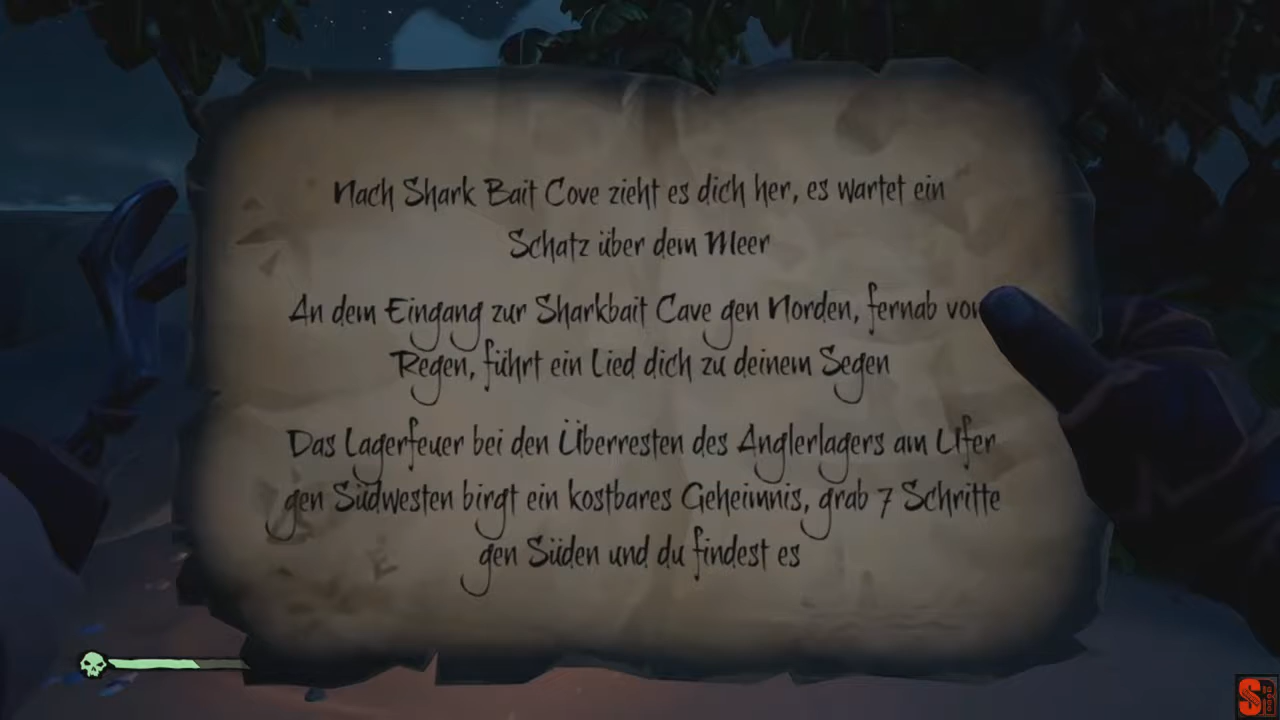 Nach Shark Bait Cove zieht es dich her, es wartet ein
Schatz über dem Meer
An dem Eingang zur Sharkbait Cave gen Norden, fernab von
Regen, führt ein Lied dich zu deinem Segen
Das Lagerfeuer bei den Überresten des Anglerlagers am Ufer
gen Südwesten birgt ein kostbares Geheimnis, grab 7 Schritte
gen Süden und du findest es